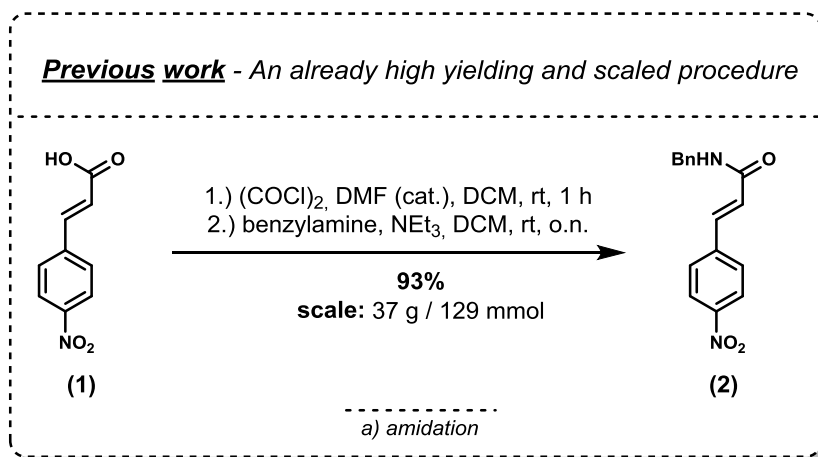 Previous work - An already high yielding and scaled procedure
HO
O
NO₂
(1)
1.) (COCl)₂, DMF (cat.), DCM, rt, 1 h
2.) benzylamine, NEt₃, DCM, rt, o.n.
93%
scale: 37 g / 129 mmol
BnHN
O
NO₂
(2)
a) amidation